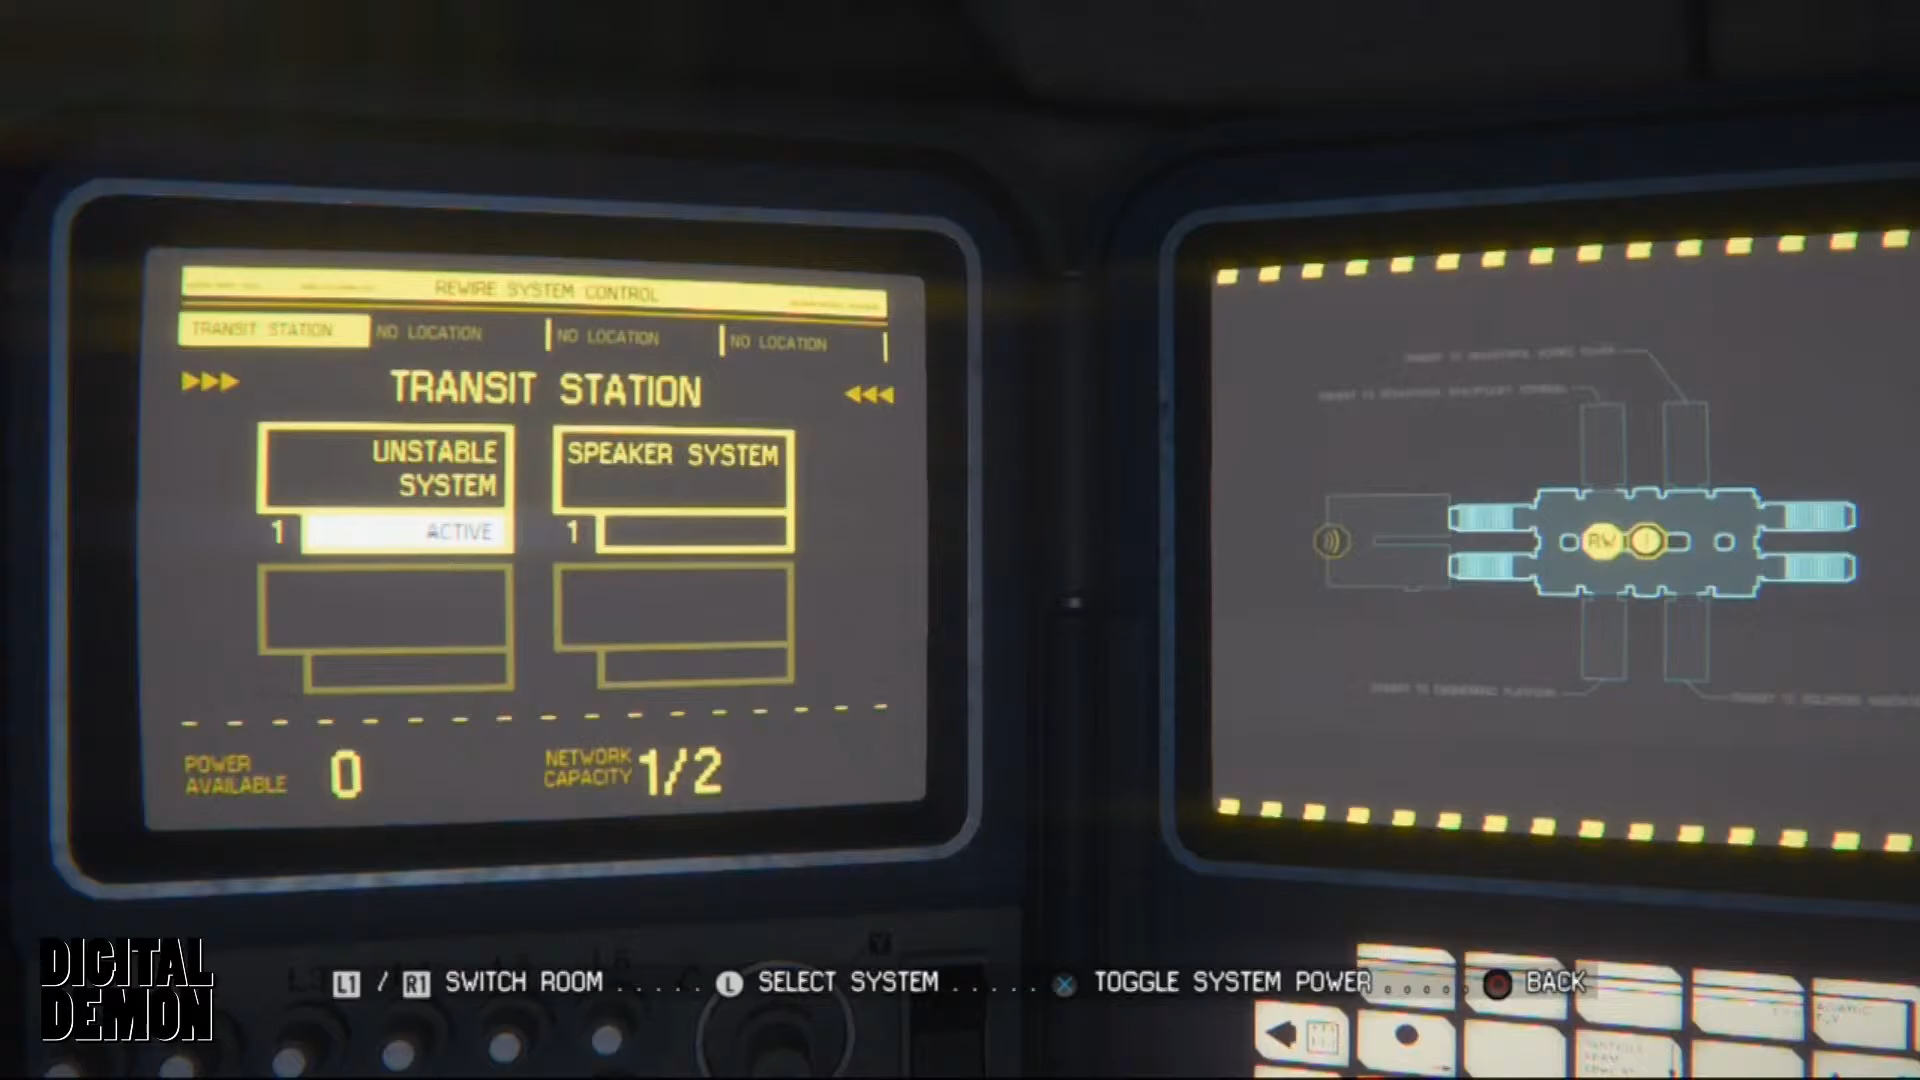 REWIRE SYSTEM CONTROL
TRANSIT STATION
NO LOCATION
NO LOCATION
NO LOCATION
TRANSIT STATION
UNSTABLE
SYSTEM
1
ACTIVE
SPEAKER SYSTEM
1
POWER
AVAILABLE
0
NETWORK
CAPACITY
1/2
RW
DIGITAL
DEMON
L1 / R1 SWITCH ROOM . . . . . L SELECT SYSTEM . . . . . TOGGLE SYSTEM POWER BACK